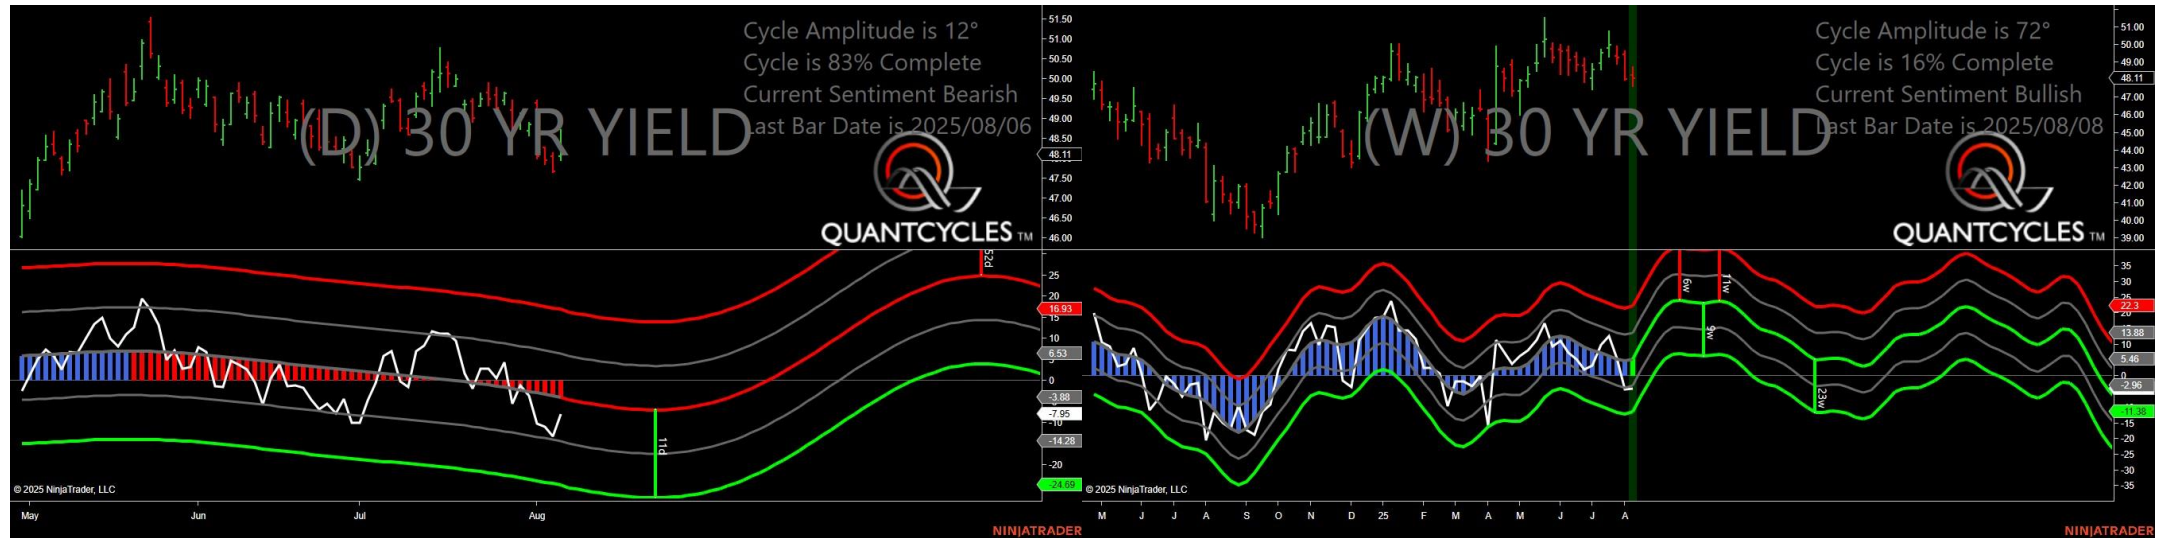 Cycle Amplitude is 12°
Cycle is 83% Complete
Current Sentiment Bearish
Last Bar Date is 2025/08/06
(D) 30 YR YIELD
QUANTCYCLES TM
51.50
51.00
50.50
50.00
49.50
49.00
48.50
48.11
47.50
47.00
46.50
46.00
52d
25
20
16.93
15
10
6.53
0
-3.88
-7.95
-10
-14.28
-20
-24.69
11d
© 2025 NinjaTrader, LLC
May Jun Jul Aug
NINJATRADER
Cycle Amplitude is 72°
Cycle is 16% Complete
Current Sentiment Bullish
Last Bar Date is 2025/08/08
(W) 30 YR YIELD
QUANTCYCLES TM
51.00
50.00
49.00
48.11
47.00
46.00
45.00
44.00
43.00
42.00
41.00
40.00
39.00
6w
11w
9w
23w
35
30
25
22.3
20
13.88
10
5.46
0
-2.96
-11.38
-15
-20
-25
-30
-35
© 2025 NinjaTrader, LLC
M J J A S O N D 25 F M A M J J A
NINJATRADER